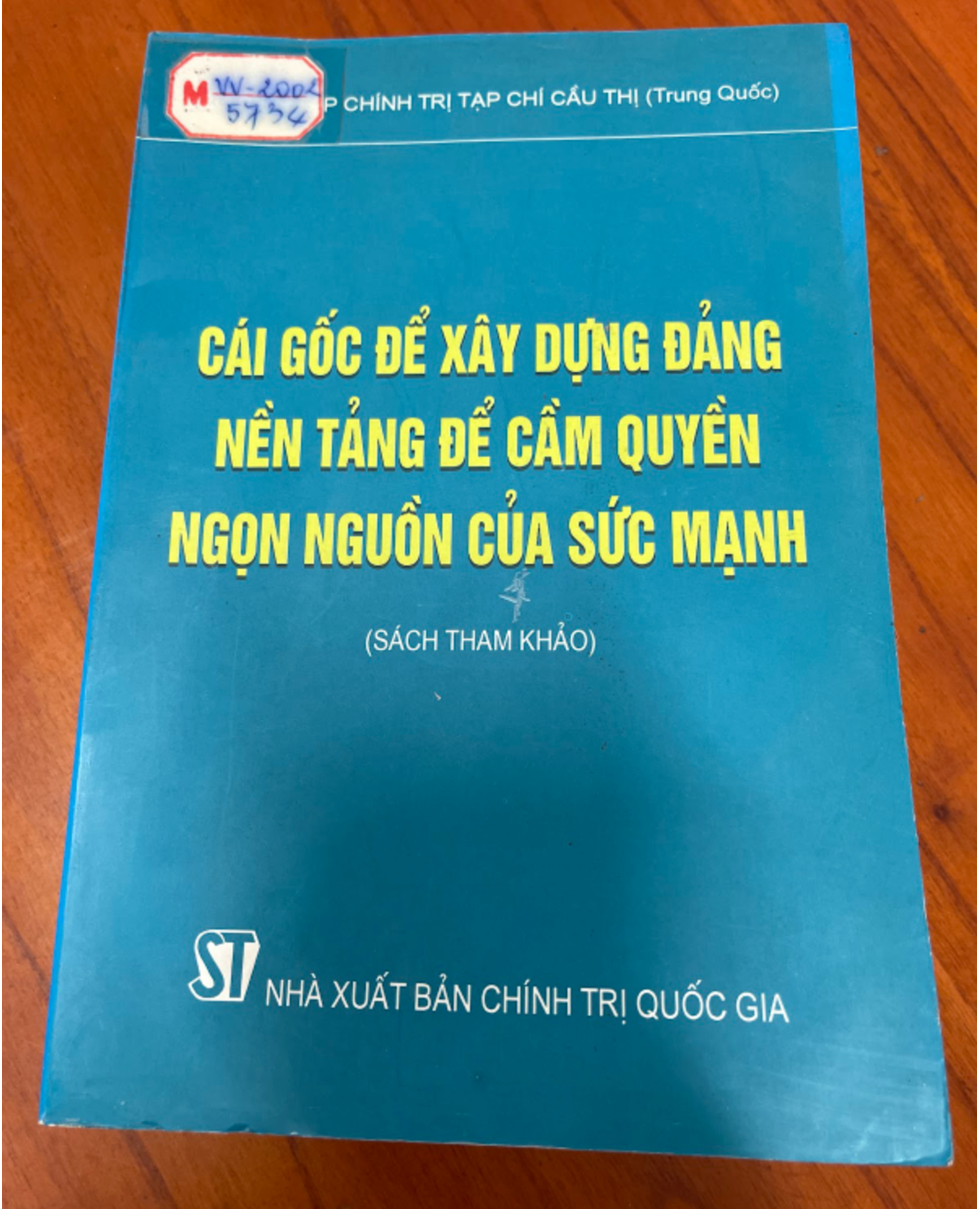 M VV-2002
5734
CHÍNH TRỊ TẠP CHÍ CẦU THỊ (Trung Quốc)
CÁI GỐC ĐỂ XÂY DỰNG ĐẢNG
NỀN TẢNG ĐỂ CẦM QUYỀN
NGỌN NGUỒN CỦA SỨC MẠNH
(SÁCH THAM KHẢO)
ST
NHÀ XUẤT BẢN CHÍNH TRỊ QUỐC GIA